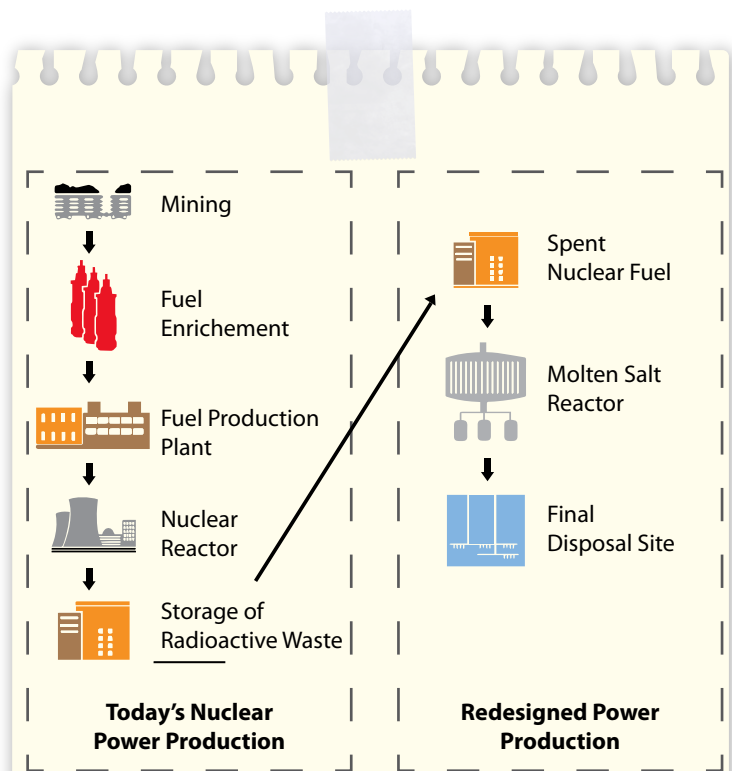 Mining
Fuel
Enrichement
Fuel Production
Plant
Nuclear
Reactor
Storage of
Radioactive Waste
Today's Nuclear
Power Production
Spent
Nuclear Fuel
Molten Salt
Reactor
Final
Disposal Site
Redesigned Power
Production